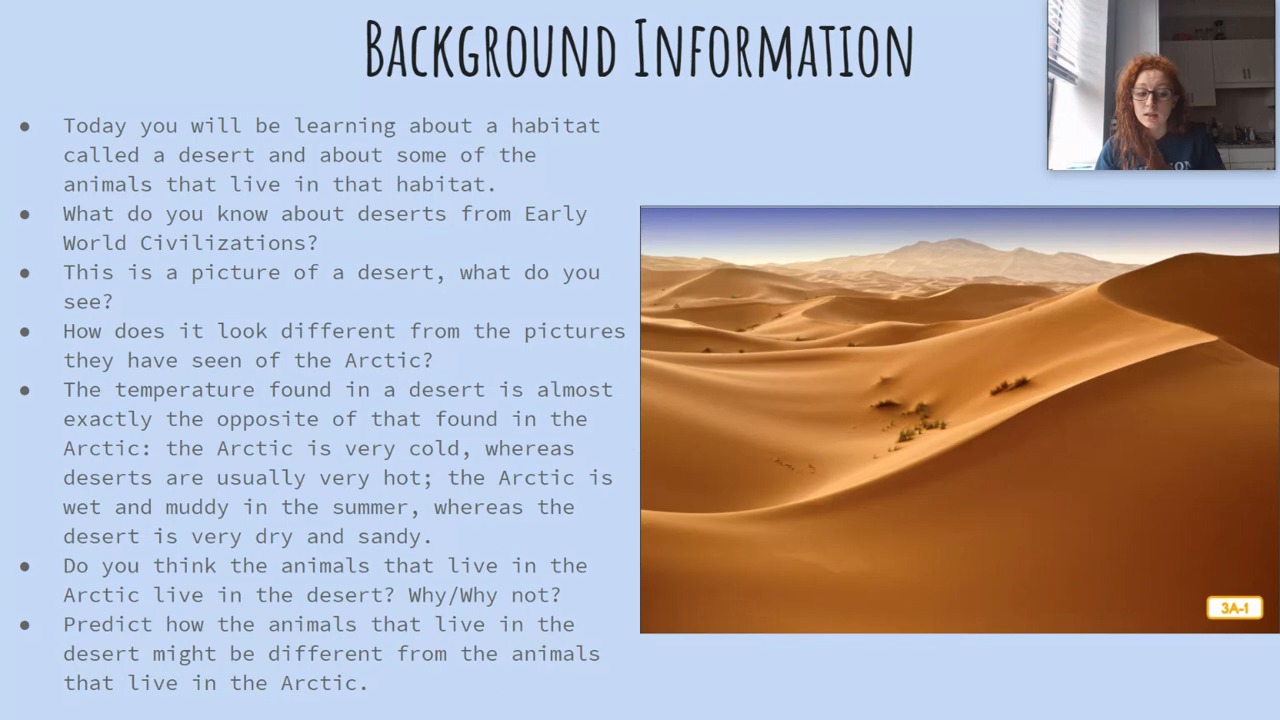 Background Information
● Today you will be learning about a habitat
called a desert and about some of the
animals that live in that habitat.
● What do you know about deserts from Early
World Civilizations?
● This is a picture of a desert, what do you
see?
● How does it look different from the pictures
they have seen of the Arctic?
● The temperature found in a desert is almost
exactly the opposite of that found in the
Arctic: the Arctic is very cold, whereas
deserts are usually very hot; the Arctic is
wet and muddy in the summer, whereas the
desert is very dry and sandy.
● Do you think the animals that live in the
Arctic live in the desert? Why/Why not?
● Predict how the animals that live in the
desert might be different from the animals
that live in the Arctic.
3A-1